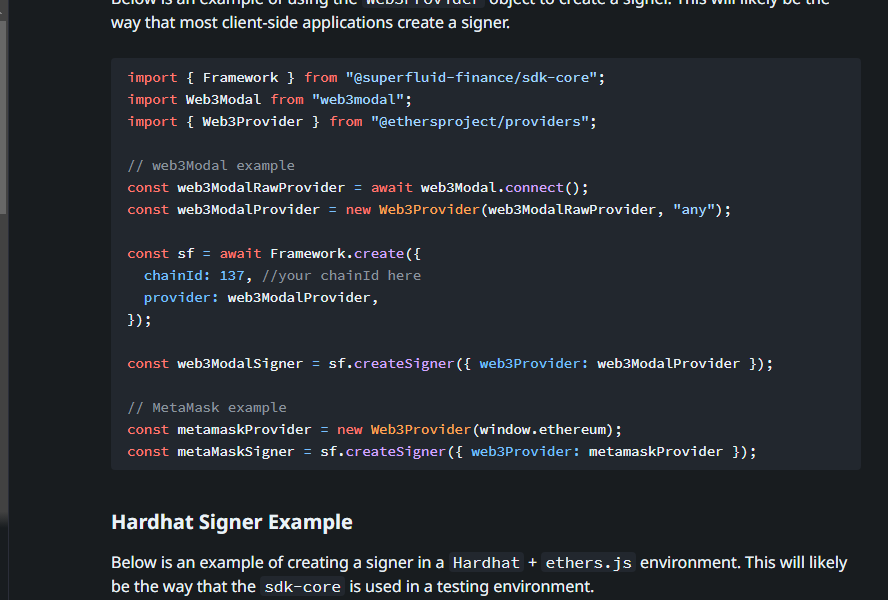 Below is an example of using the Web3Provider object to create a signer. This will likely be the
way that most client-side applications create a signer.
import { Framework } from "@superfluid-finance/sdk-core";
import Web3Modal from "web3modal";
import { Web3Provider } from "@ethersproject/providers";
// web3Modal example
const web3ModalRawProvider = await web3Modal.connect();
const web3ModalProvider = new Web3Provider(web3ModalRawProvider, "any");
const sf = await Framework.create({
  chainId: 137, //your chainId here
  provider: web3ModalProvider,
});
const web3ModalSigner = sf.createSigner({ web3Provider: web3ModalProvider });
// MetaMask example
const metamaskProvider = new Web3Provider(window.ethereum);
const metaMaskSigner = sf.createSigner({ web3Provider: metamaskProvider });
Hardhat Signer Example
Below is an example of creating a signer in a Hardhat + ethers.js environment. This will likely
be the way that the sdk-core is used in a testing environment.